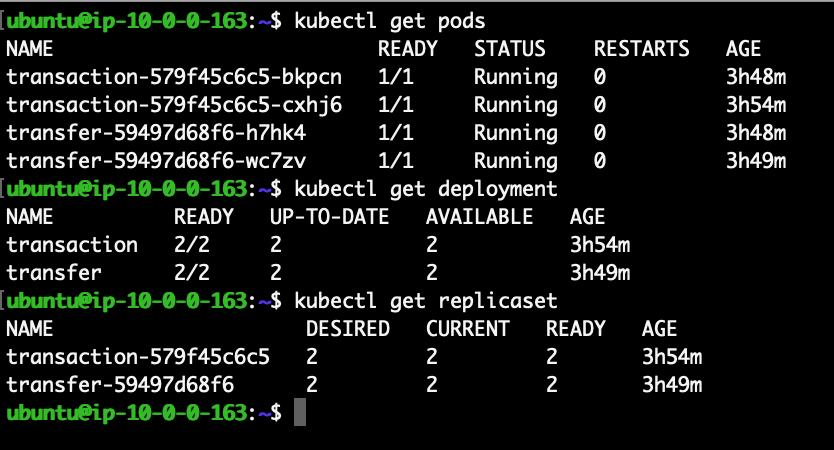 ubuntu@ip-10-0-0-163:~$ kubectl get pods
NAME                           READY   STATUS    RESTARTS   AGE
transaction-579f45c6c5-bkpcn   1/1     Running   0          3h48m
transaction-579f45c6c5-cxhj6   1/1     Running   0          3h54m
transfer-59497d68f6-h7hk4      1/1     Running   0          3h48m
transfer-59497d68f6-wc7zv      1/1     Running   0          3h49m
ubuntu@ip-10-0-0-163:~$ kubectl get deployment
NAME          READY   UP-TO-DATE   AVAILABLE   AGE
transaction   2/2     2            2           3h54m
transfer      2/2     2            2           3h49m
ubuntu@ip-10-0-0-163:~$ kubectl get replicaset
NAME                     DESIRED   CURRENT   READY   AGE
transaction-579f45c6c5   2         2         2       3h54m
transfer-59497d68f6      2         2         2       3h49m
ubuntu@ip-10-0-0-163:~$